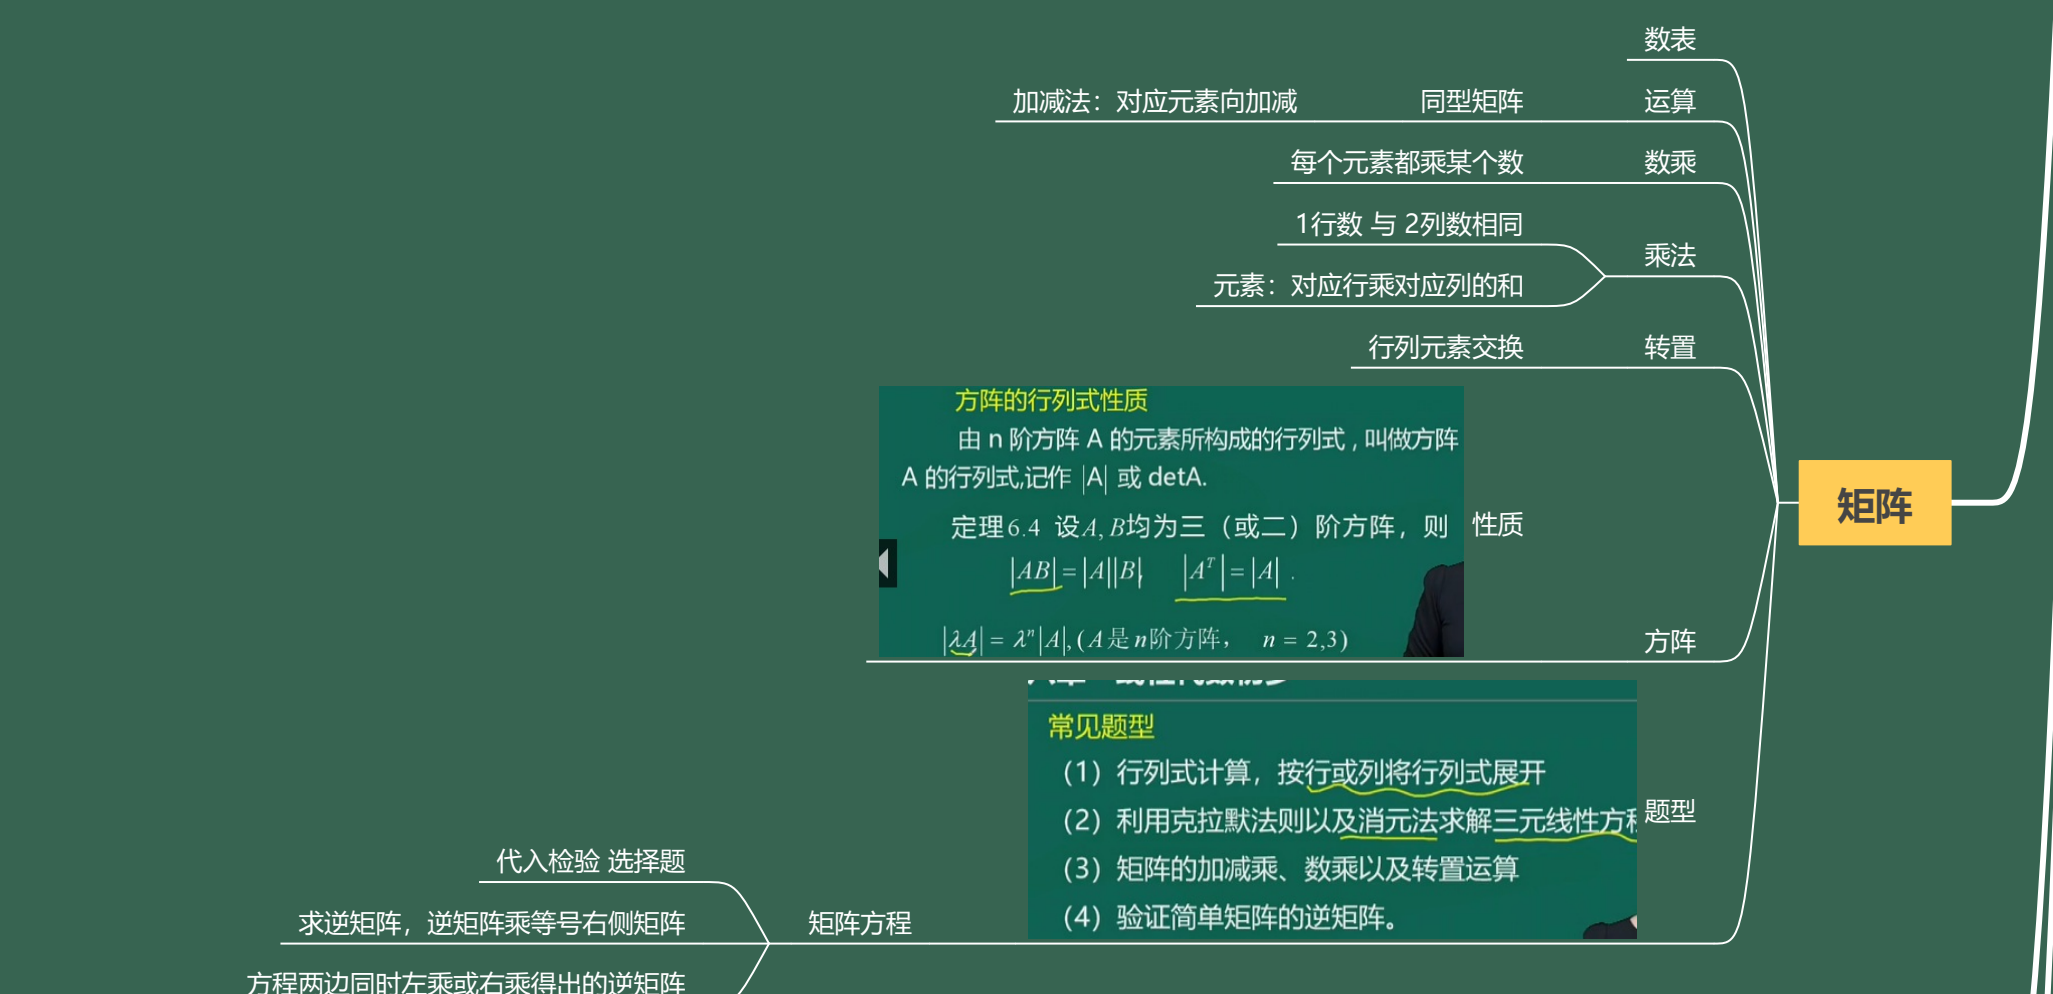 矩阵
数表
运算
同型矩阵
加减法：对应元素向加减
数乘
每个元素都乘某个数
乘法
1行数 与 2列数相同
元素：对应行乘对应列的和
转置
行列元素交换
方阵
性质
方阵的行列式性质
由 n 阶方阵 A 的元素所构成的行列式 , 叫做方阵
A 的行列式,记作 |A| 或 detA.
定理6.4 设A, B均为三（或二）阶方阵，则
|AB| = |A||B|, |Aᵀ| = |A| .
|λA| = λⁿ|A|, (A是n阶方阵， n = 2,3)
题型
常见题型
（1）行列式计算，按行或列将行列式展开
（2）利用克拉默法则以及消元法求解三元线性方程
（3）矩阵的加减乘、数乘以及转置运算
（4）验证简单矩阵的逆矩阵。
矩阵方程
代入检验 选择题
求逆矩阵，逆矩阵乘等号右侧矩阵
方程两边同时左乘或右乘得出的逆矩阵